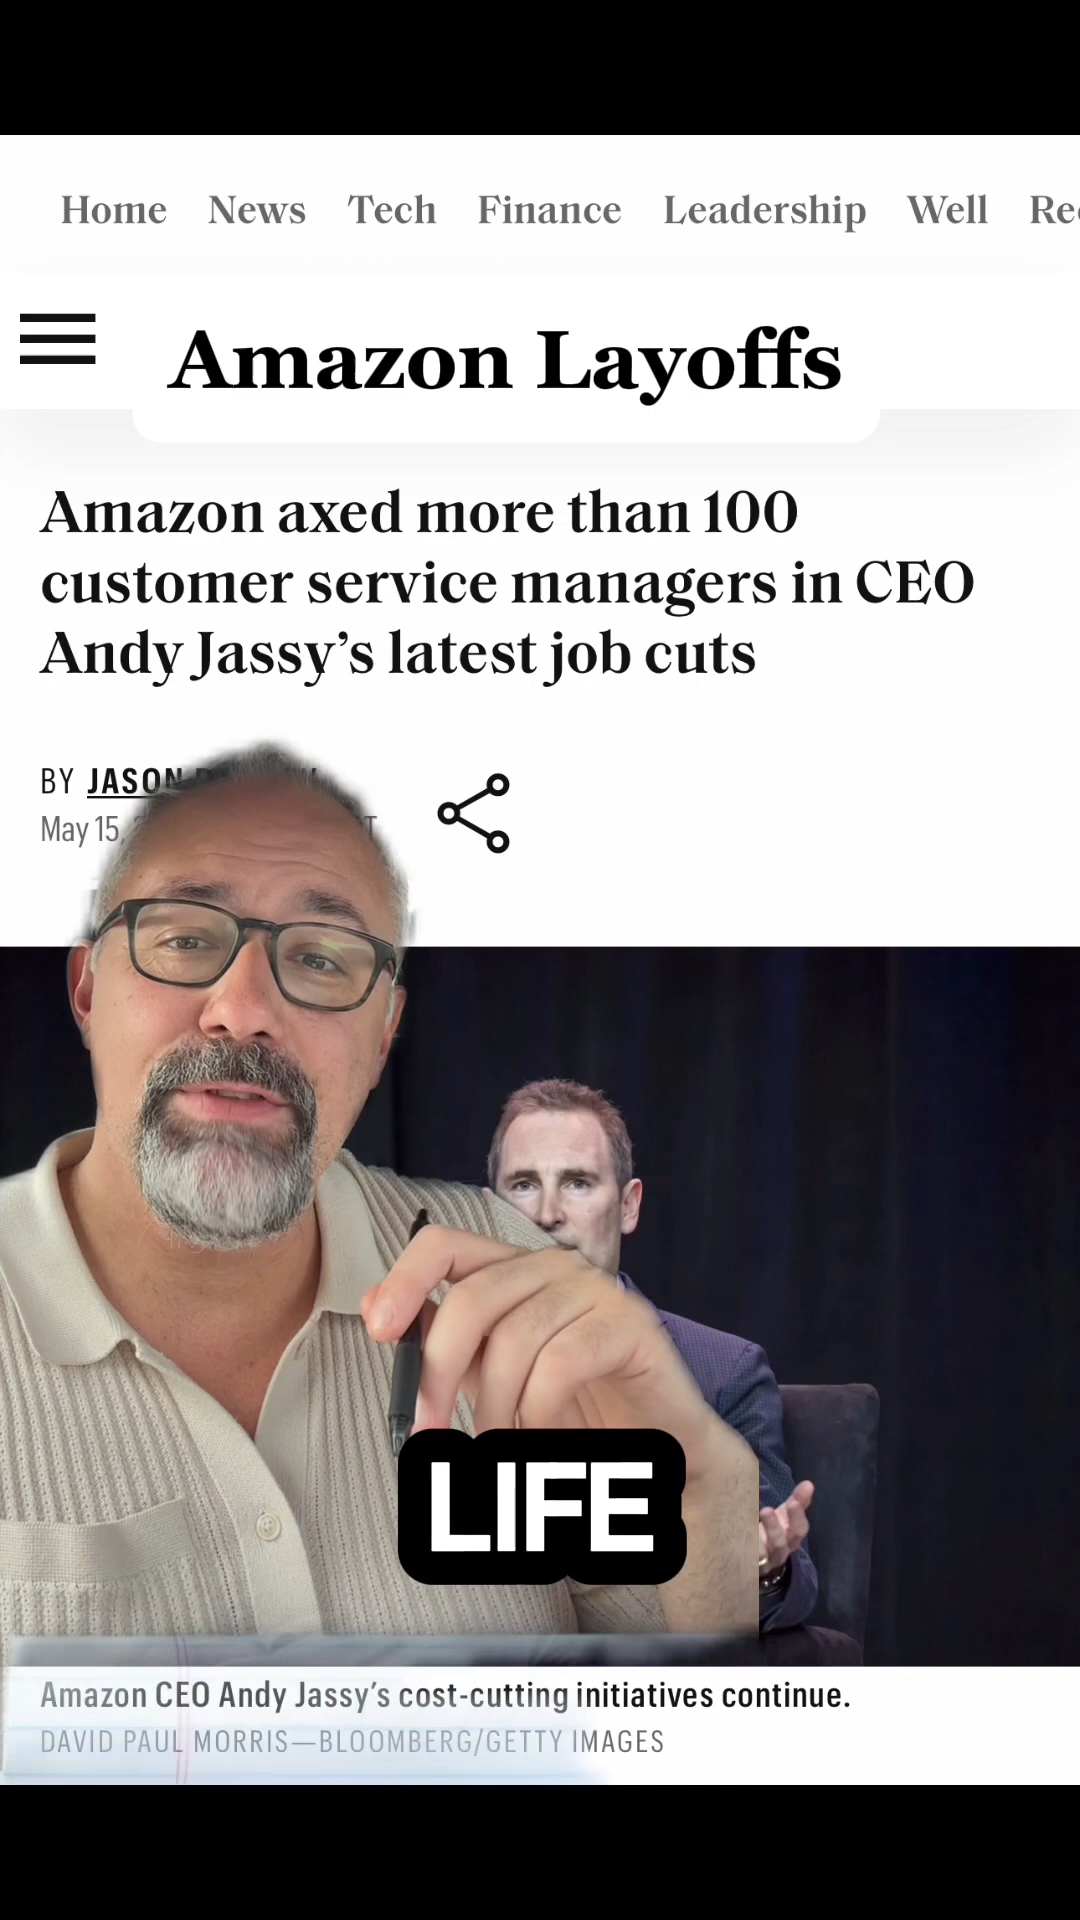 Home News Tech Finance Leadership Well
Amazon Layoffs
Amazon axed more than 100
customer service managers in CEO
Andy Jassy’s latest job cuts
BY JASON
May 15,
LIFE
Amazon CEO Andy Jassy’s cost-cutting initiatives continue.
DAVID PAUL MORRIS—BLOOMBERG/GETTY IMAGES